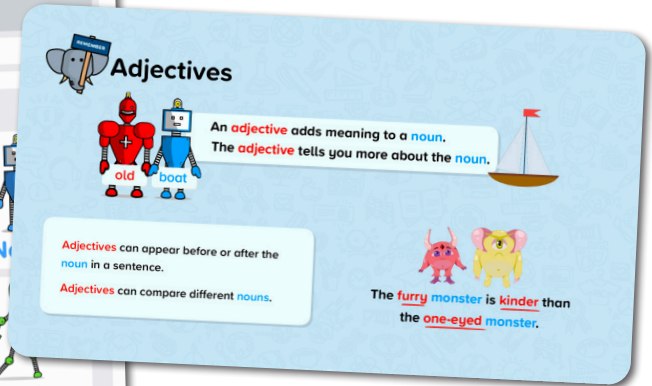 REMEMBER
Adjectives
An adjective adds meaning to a noun.
The adjective tells you more about the noun.
old
boat
Adjectives can appear before or after the
noun in a sentence.
Adjectives can compare different nouns.
The furry monster is kinder than
the one-eyed monster.